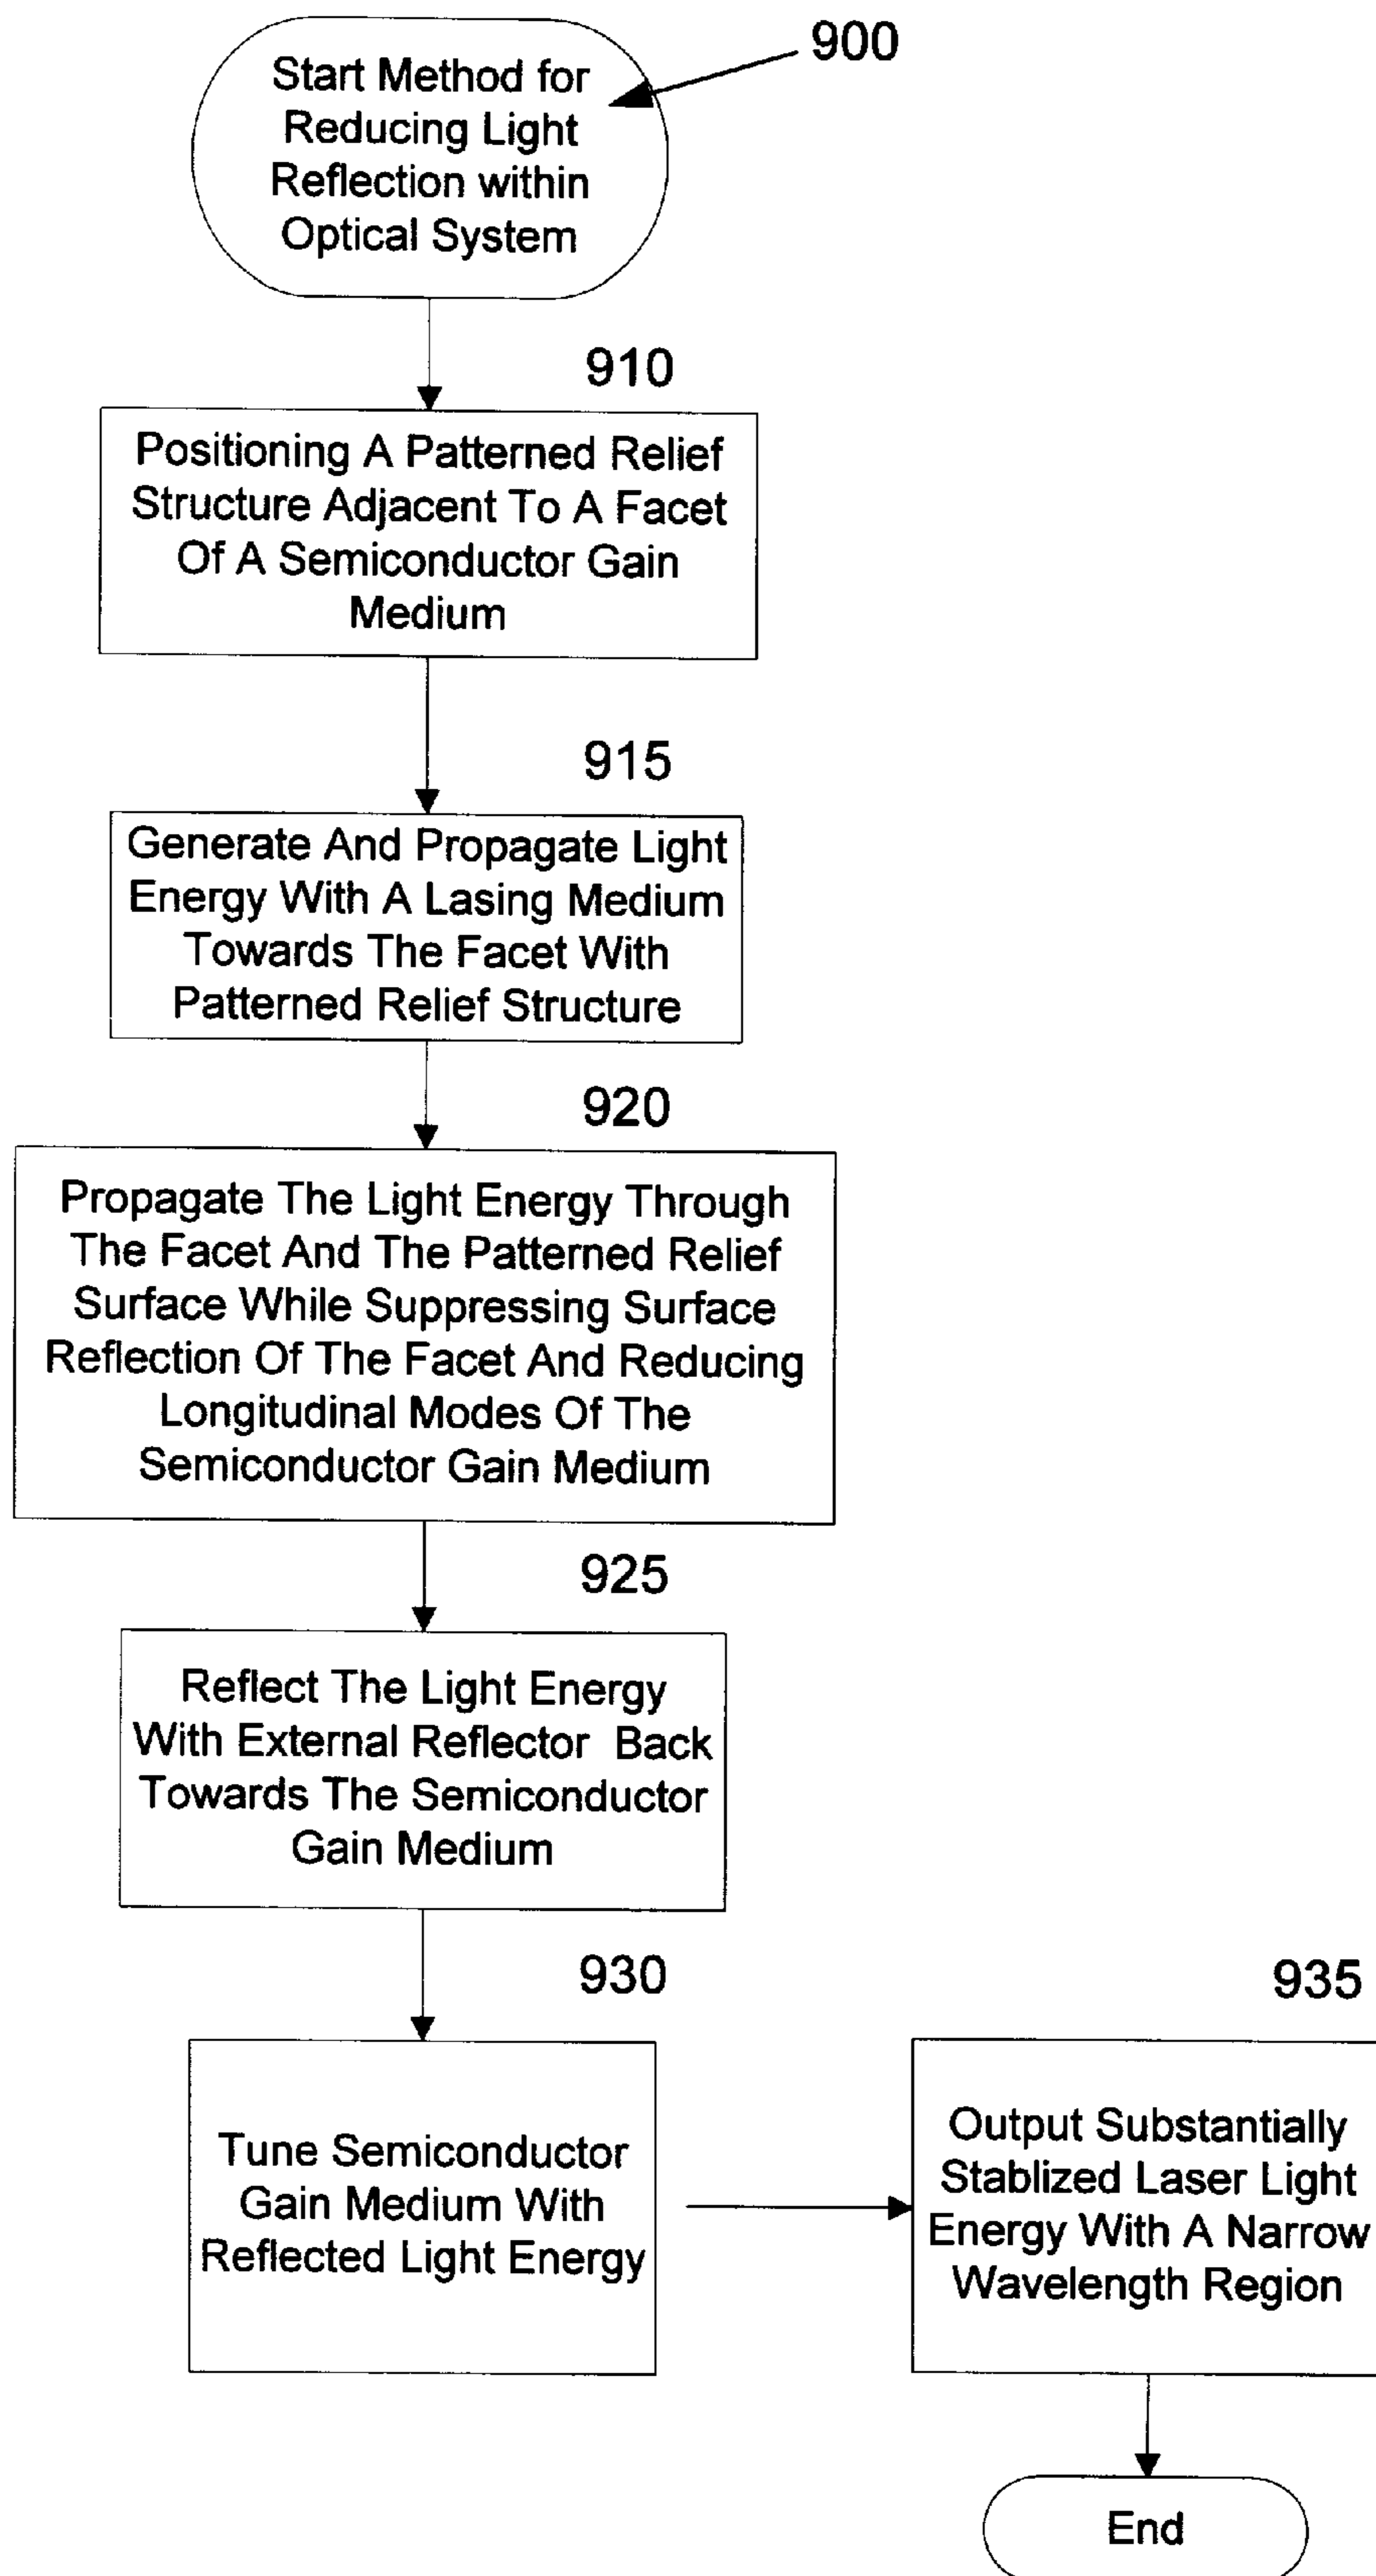 900
Start Method for
Reducing Light
Reflection within
Optical System
910
Positioning A Patterned Relief
Structure Adjacent To A Facet
Of A Semiconductor Gain
Medium
915
Generate And Propagate Light
Energy With A Lasing Medium
Towards The Facet With
Patterned Relief Structure
920
Propagate The Light Energy Through
The Facet And The Patterned Relief
Surface While Suppressing Surface
Reflection Of The Facet And Reducing
Longitudinal Modes Of The
Semiconductor Gain Medium
925
Reflect The Light Energy
With External Reflector Back
Towards The Semiconductor
Gain Medium
930
Tune Semiconductor
Gain Medium With
Reflected Light Energy
935
Output Substantially
Stablized Laser Light
Energy With A Narrow
Wavelength Region
End